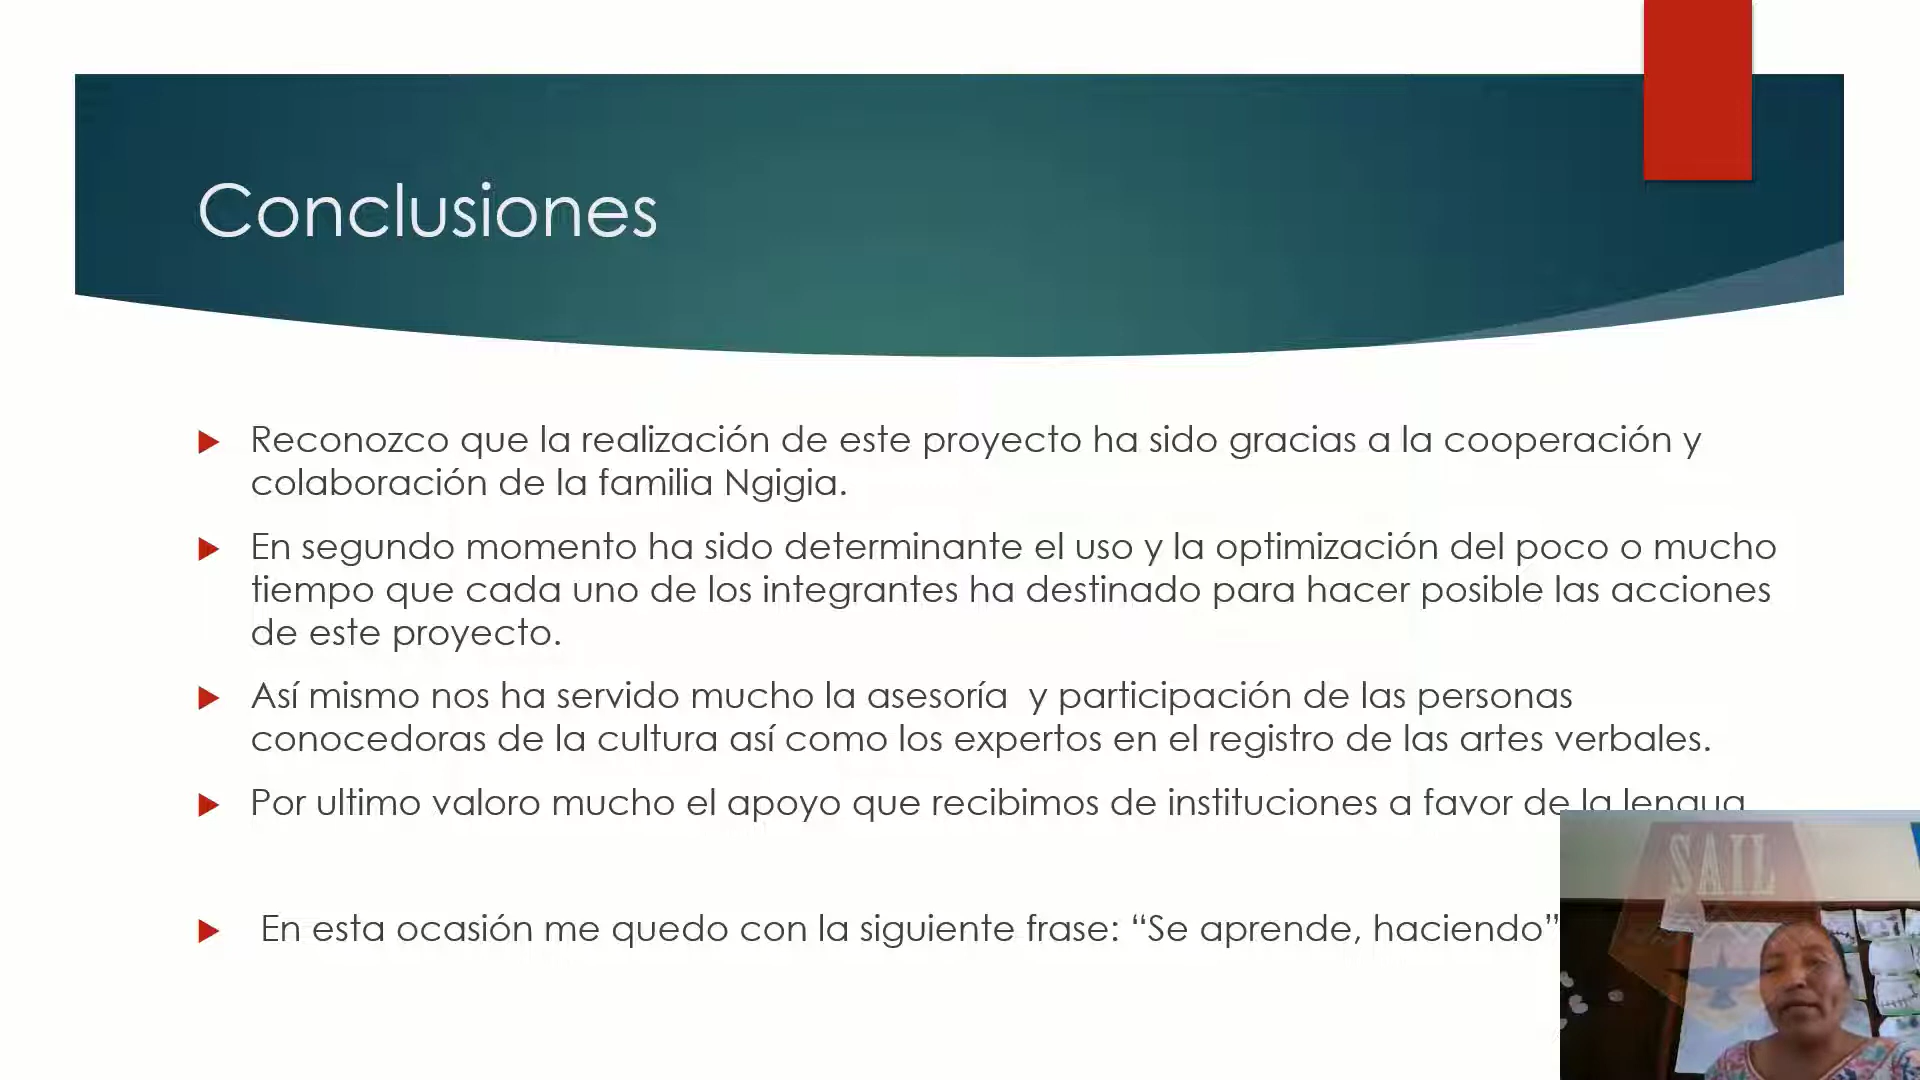 Conclusiones
Reconozco que la realización de este proyecto ha sido gracias a la cooperación y
colaboración de la familia Ngigia.
En segundo momento ha sido determinante el uso y la optimización del poco o mucho
tiempo que cada uno de los integrantes ha destinado para hacer posible las acciones
de este proyecto.
Así mismo nos ha servido mucho la asesoría  y participación de las personas
conocedoras de la cultura así como los expertos en el registro de las artes verbales.
Por ultimo valoro mucho el apoyo que recibimos de instituciones a favor de la lengua
En esta ocasión me quedo con la siguiente frase: “Se aprende, haciendo”
SAIL